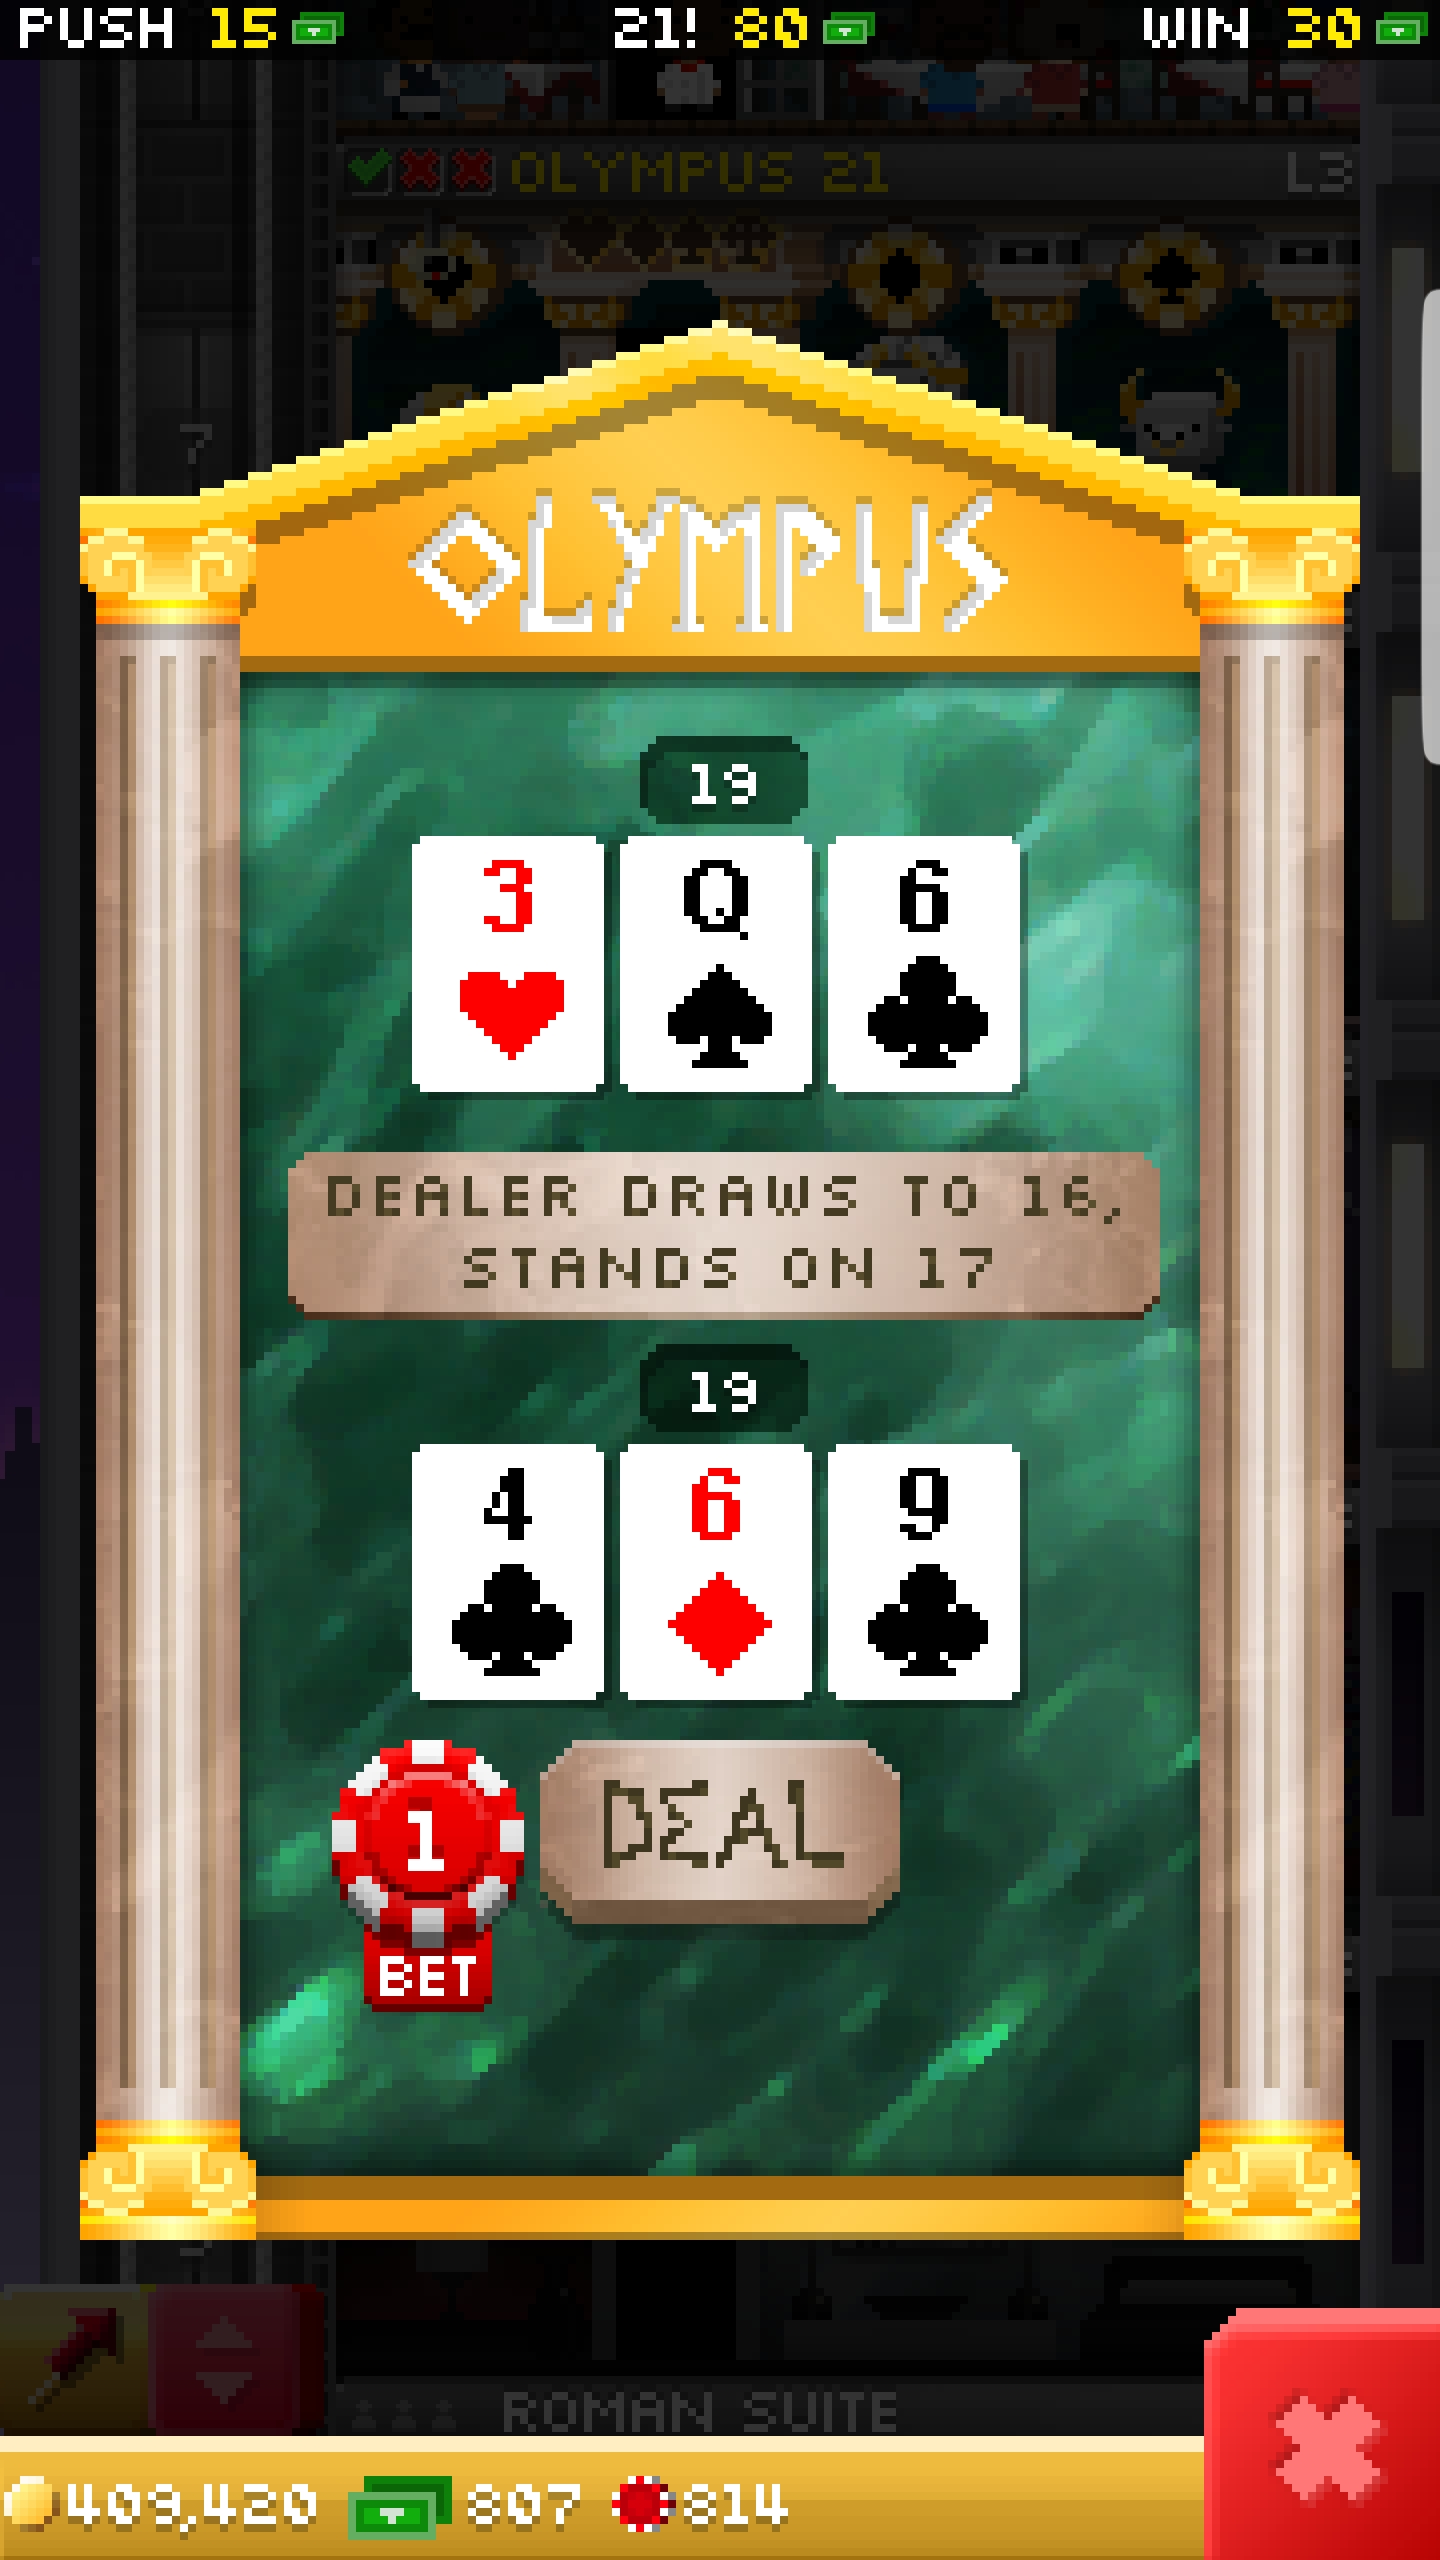 PUSH 15 21! 80 WIN 30
OLYMPUS 21 L3
?
OLYMPUS
19
3 Q 6
DEALER DRAWS TO 16,
STANDS ON 17
19
4 6 9
1 DEAL
BET
ROMAN SUITE
409,420 807 814